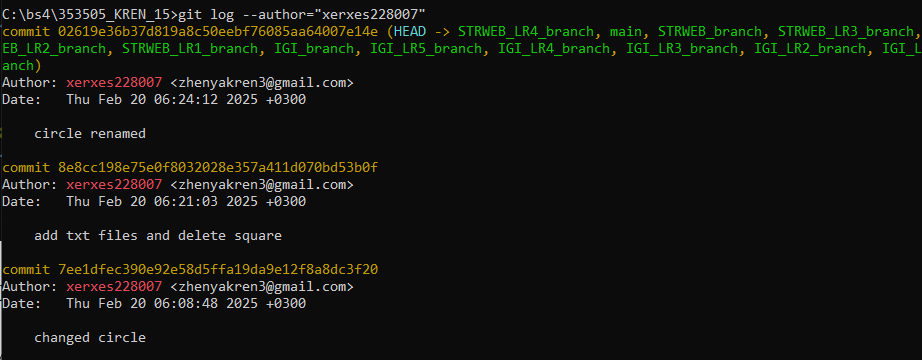 C:\bs4\353505_KREN_15>git log --author="xerxes228007"
commit 02619e36b37d819a8c50eebf76085aa64007e14e (HEAD -> STRWEB_LR4_branch, main, STRWEB_branch, STRWEB_LR3_branch,
EB_LR2_branch, STRWEB_LR1_branch, IGI_branch, IGI_LR5_branch, IGI_LR4_branch, IGI_LR3_branch, IGI_LR2_branch, IGI_L
anch)
Author: xerxes228007 <zhenyakren3@gmail.com>
Date:   Thu Feb 20 06:24:12 2025 +0300
circle renamed
commit 8e8cc198e75e0f8032028e357a411d070bd53b0f
Author: xerxes228007 <zhenyakren3@gmail.com>
Date:   Thu Feb 20 06:21:03 2025 +0300
add txt files and delete square
commit 7ee1dfec390e92e58d5ffa19da9e12f8a8dc3f20
Author: xerxes228007 <zhenyakren3@gmail.com>
Date:   Thu Feb 20 06:08:48 2025 +0300
changed circle